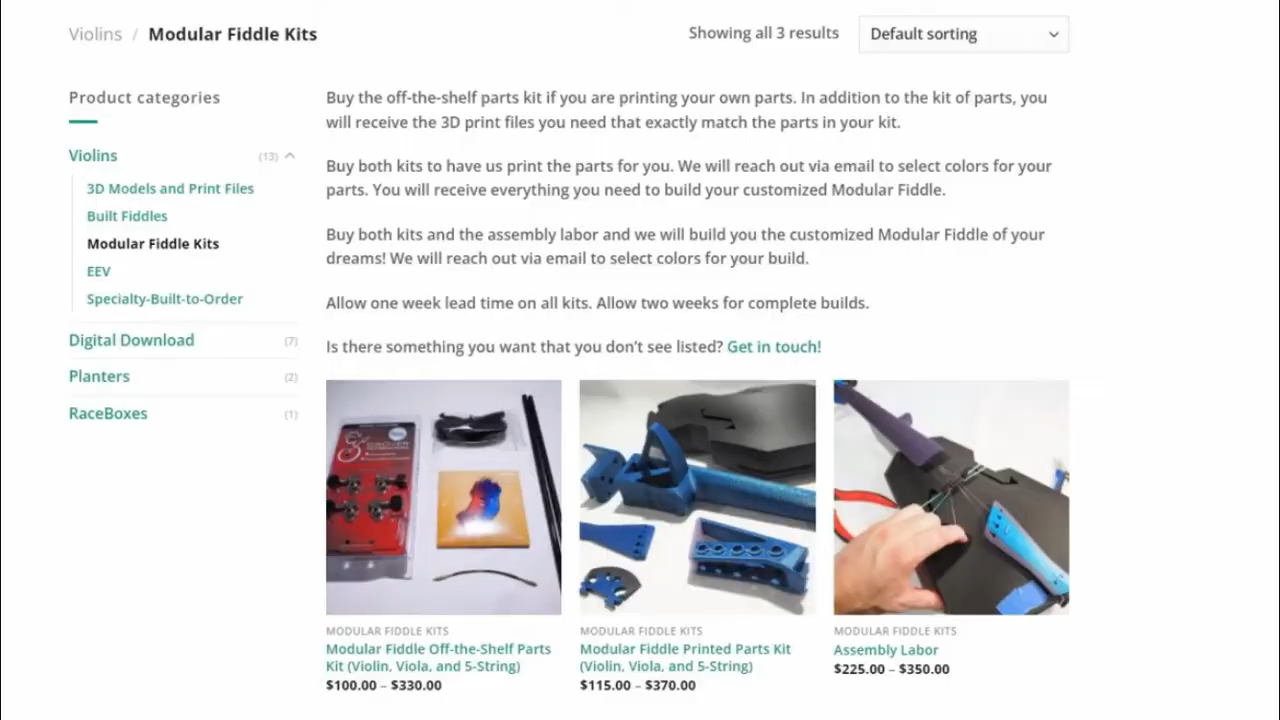 Violins / Modular Fiddle Kits
Showing all 3 results
Default sorting
Product categories
Violins (13)
3D Models and Print Files
Built Fiddles
Modular Fiddle Kits
EEV
Specialty-Built-to-Order
Digital Download (7)
Planters (2)
RaceBoxes (1)
Buy the off-the-shelf parts kit if you are printing your own parts. In addition to the kit of parts, you
will receive the 3D print files you need that exactly match the parts in your kit.
Buy both kits to have us print the parts for you. We will reach out via email to select colors for your
parts. You will receive everything you need to build your customized Modular Fiddle.
Buy both kits and the assembly labor and we will build you the customized Modular Fiddle of your
dreams! We will reach out via email to select colors for your build.
Allow one week lead time on all kits. Allow two weeks for complete builds.
Is there something you want that you don't see listed? Get in touch!
MODULAR FIDDLE KITS
Modular Fiddle Off-the-Shelf Parts
Kit (Violin, Viola, and 5-String)
$100.00 – $330.00
MODULAR FIDDLE KITS
Modular Fiddle Printed Parts Kit
(Violin, Viola, and 5-String)
$115.00 – $370.00
MODULAR FIDDLE KITS
Assembly Labor
$225.00 – $350.00